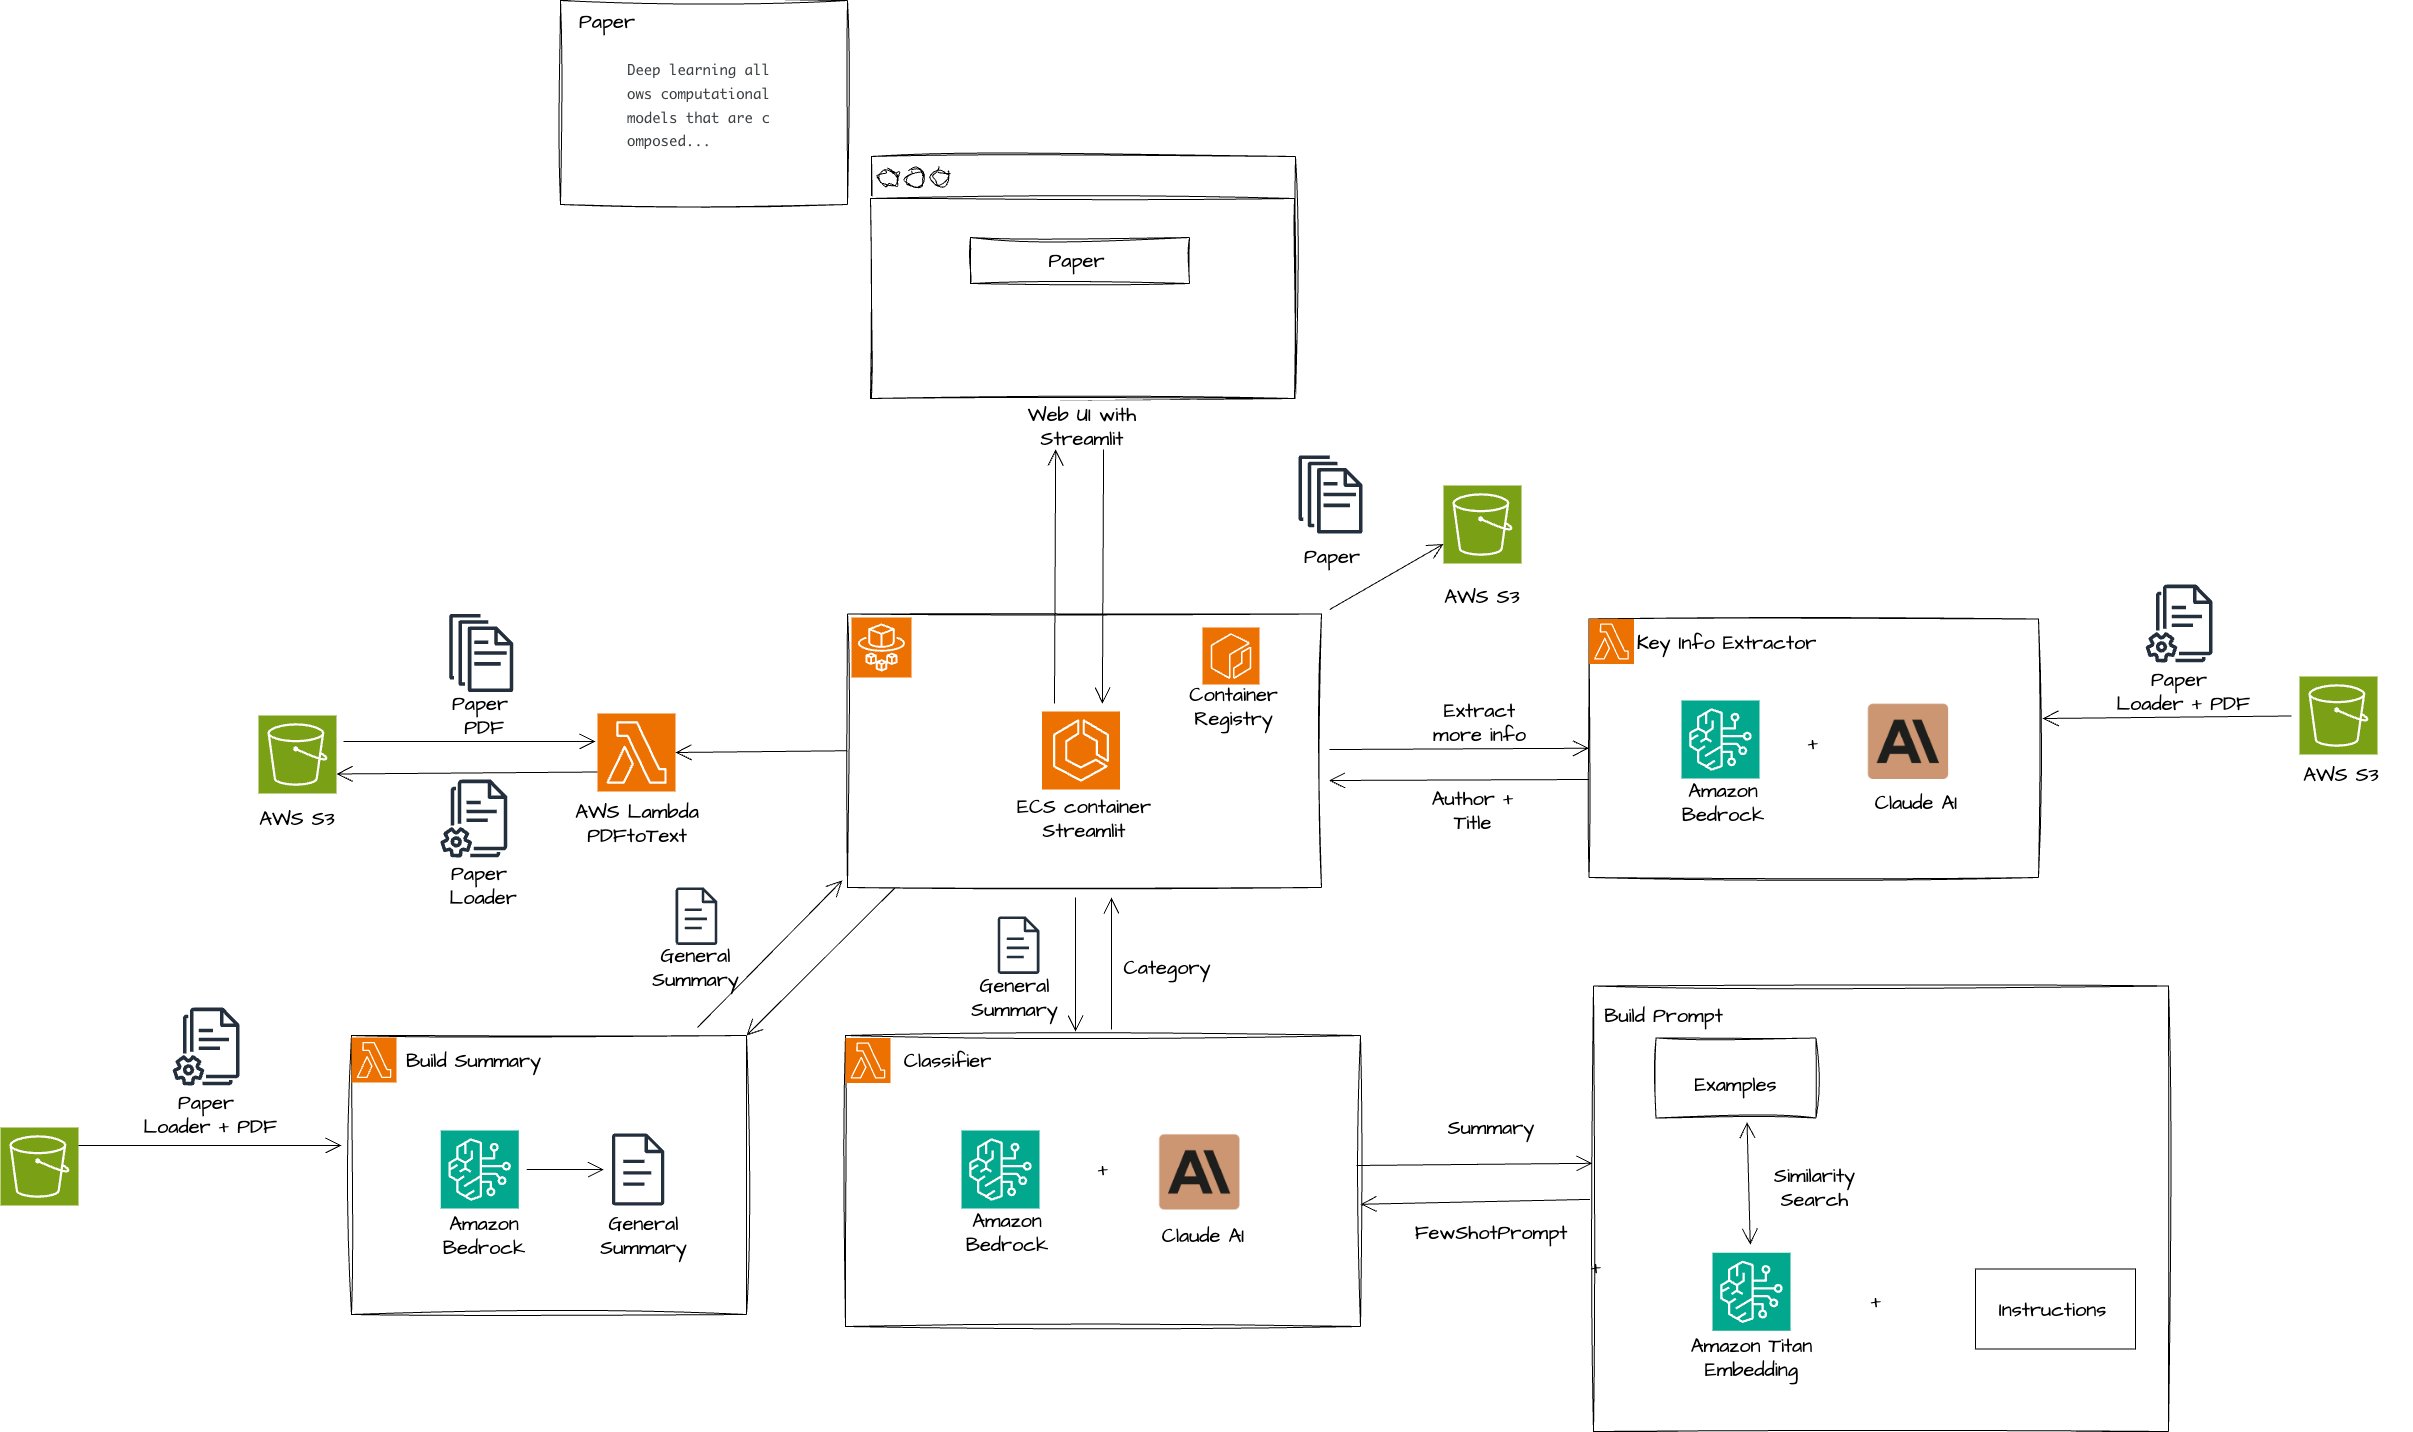 Paper
Deep learning all
ows computational
models that are c
omposed...
Paper
Web UI with
Streamlit
Paper
AWS S3
Paper
PDF
AWS S3
Paper
Loader
AWS Lambda
PDFtoText
Container
Registry
ECS container
Streamlit
Extract
more info
Author +
Title
Key Info Extractor
Amazon
Bedrock
+
Claude AI
Paper
Loader + PDF
AWS S3
General
Summary
General
Summary
Category
Paper
Loader + PDF
Build Summary
Amazon
Bedrock
General
Summary
Classifier
Amazon
Bedrock
+
Claude AI
Summary
FewShotPrompt
Build Prompt
Examples
Similarity
Search
+
Amazon Titan
Embedding
+
Instructions